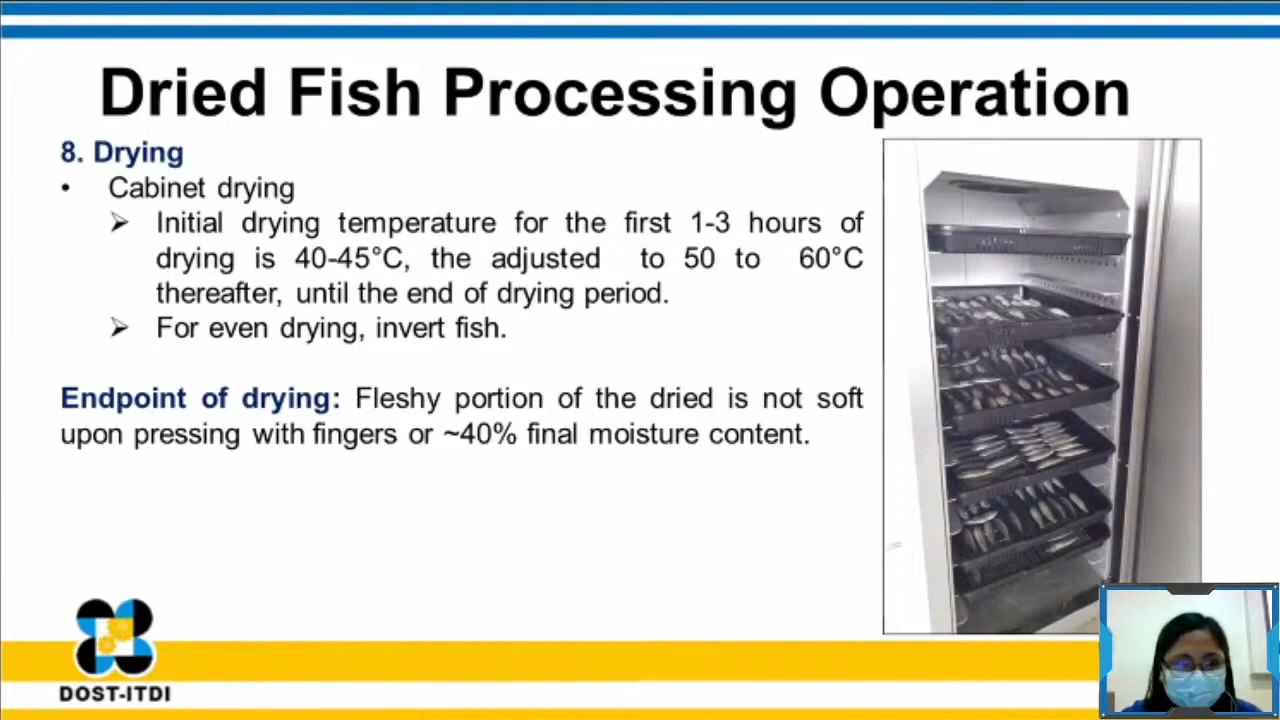 Dried Fish Processing Operation
8. Drying
• Cabinet drying
➢ Initial drying temperature for the first 1-3 hours of
drying is 40-45°C, the adjusted to 50 to 60°C
thereafter, until the end of drying period.
➢ For even drying, invert fish.
Endpoint of drying: Fleshy portion of the dried is not soft
upon pressing with fingers or ~40% final moisture content.
DOST-ITDI